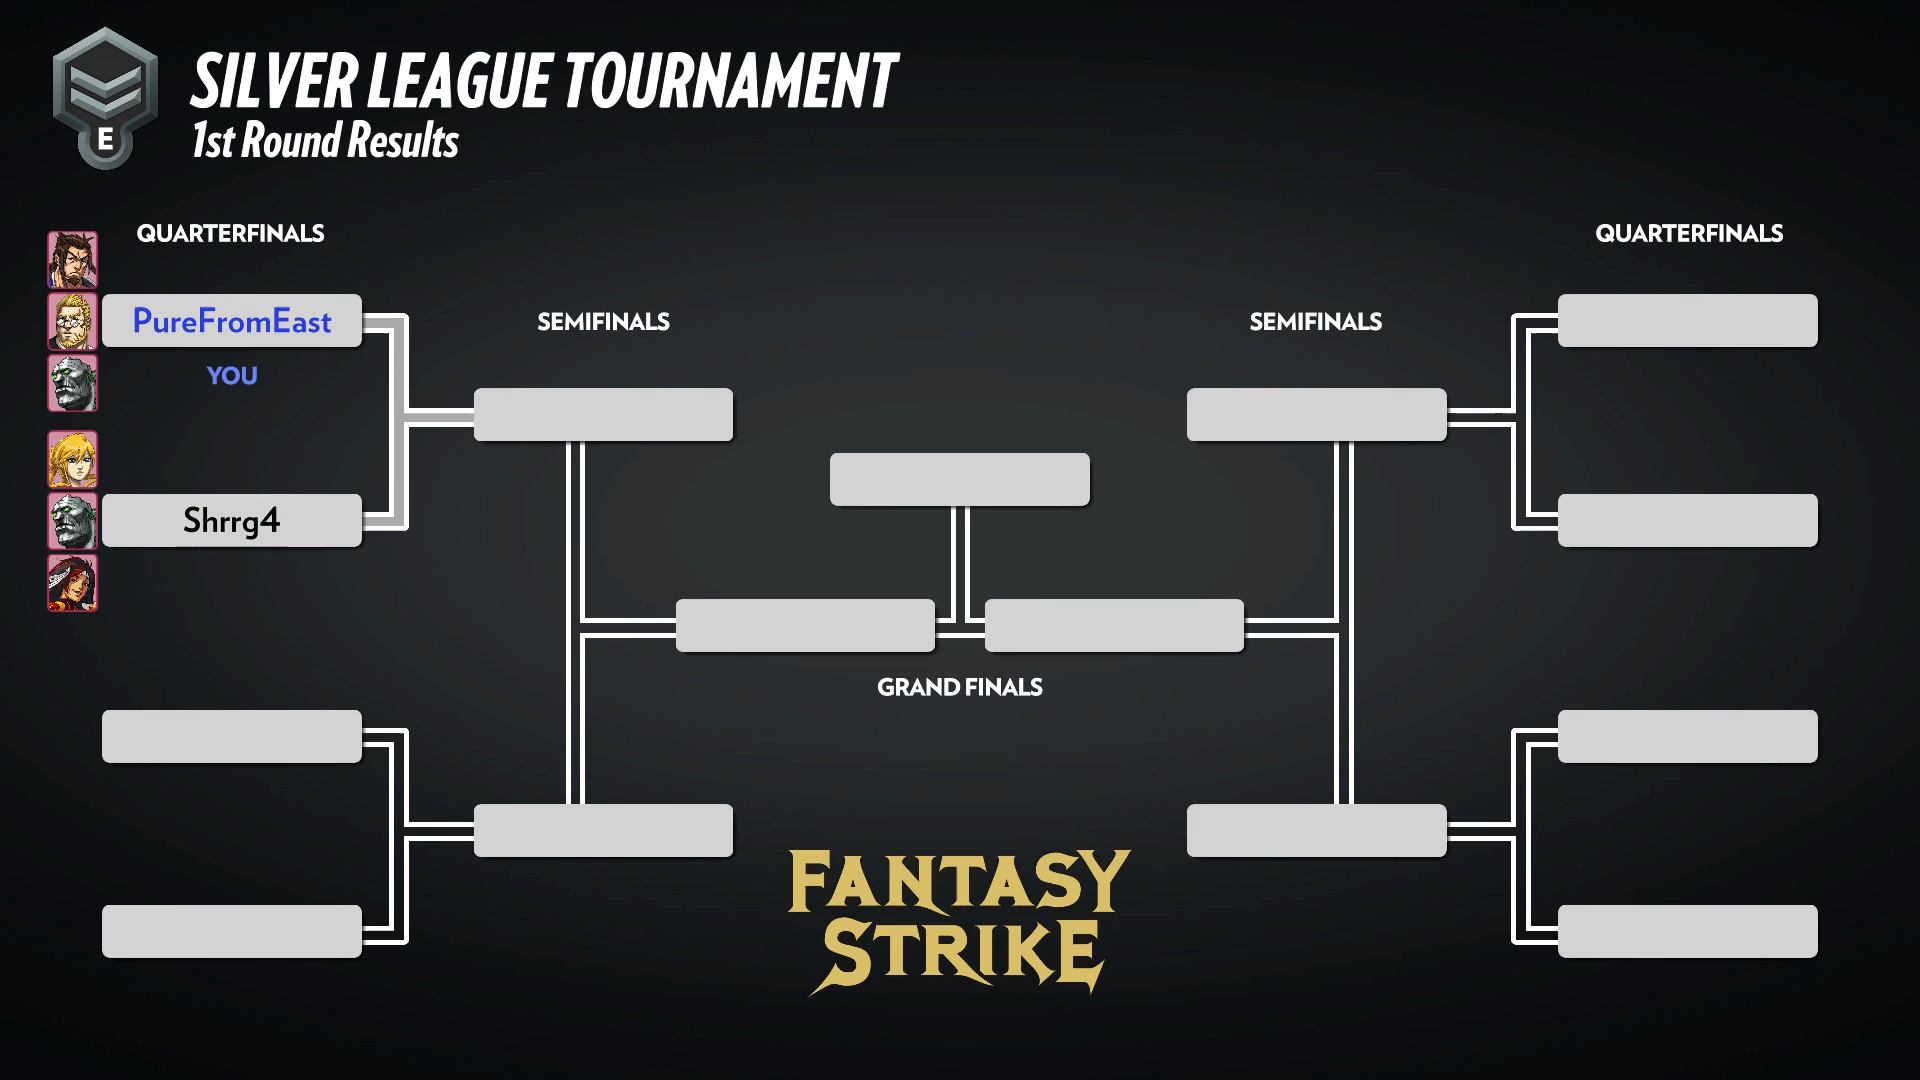 SILVER LEAGUE TOURNAMENT
1st Round Results
E
QUARTERFINALS
QUARTERFINALS
PureFromEast
YOU
SEMIFINALS
SEMIFINALS
Shrrg4
GRAND FINALS
FANTASY
STRIKE